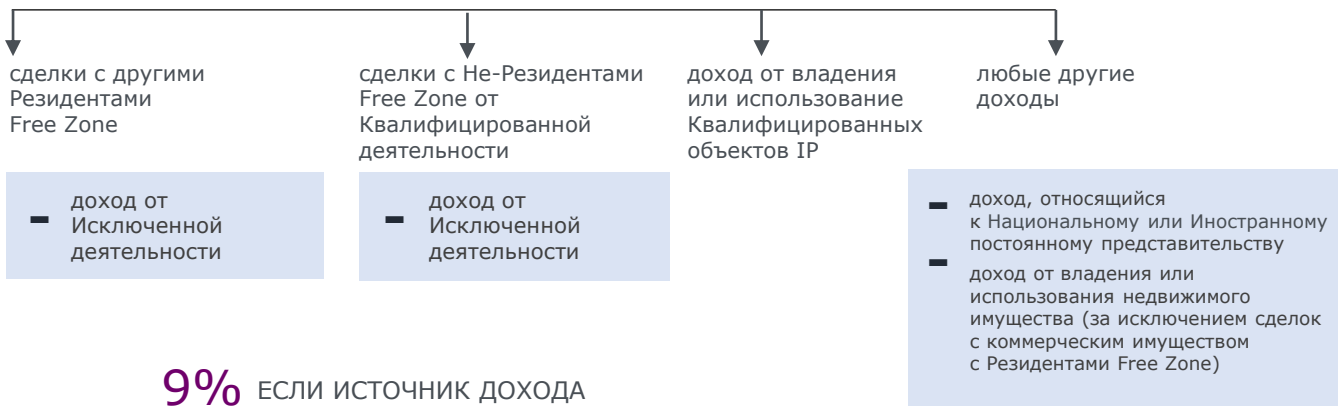 сделки с другими
Резидентами
Free Zone
сделки с Не-Резидентами
Free Zone от
Квалифицированной
деятельности
доход от владения
или использование
Квалифицированных
объектов IP
любые другие
доходы
- доход от
Исключенной
деятельности
- доход от
Исключенной
деятельности
- доход, относящийся
к Национальному или Иностранному
постоянному представительству
- доход от владения или
использования недвижимого
имущества (за исключением сделок
с коммерческим имуществом
с Резидентами Free Zone)
9% ЕСЛИ ИСТОЧНИК ДОХОДА